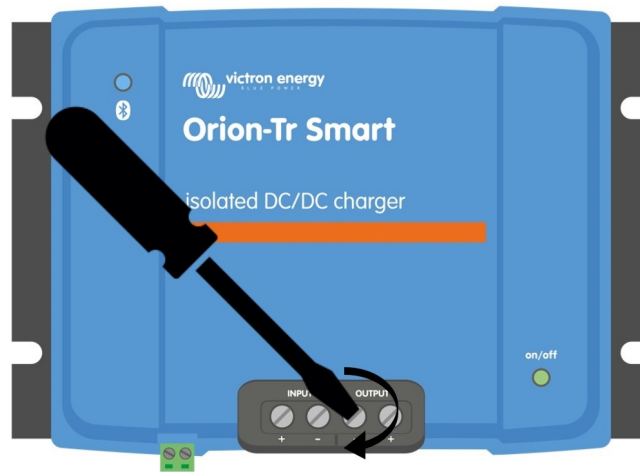 victron energy
BLUE POWER
Orion-Tr Smart
isolated DC/DC charger
on/off
INPUT OUTPUT
+ - +